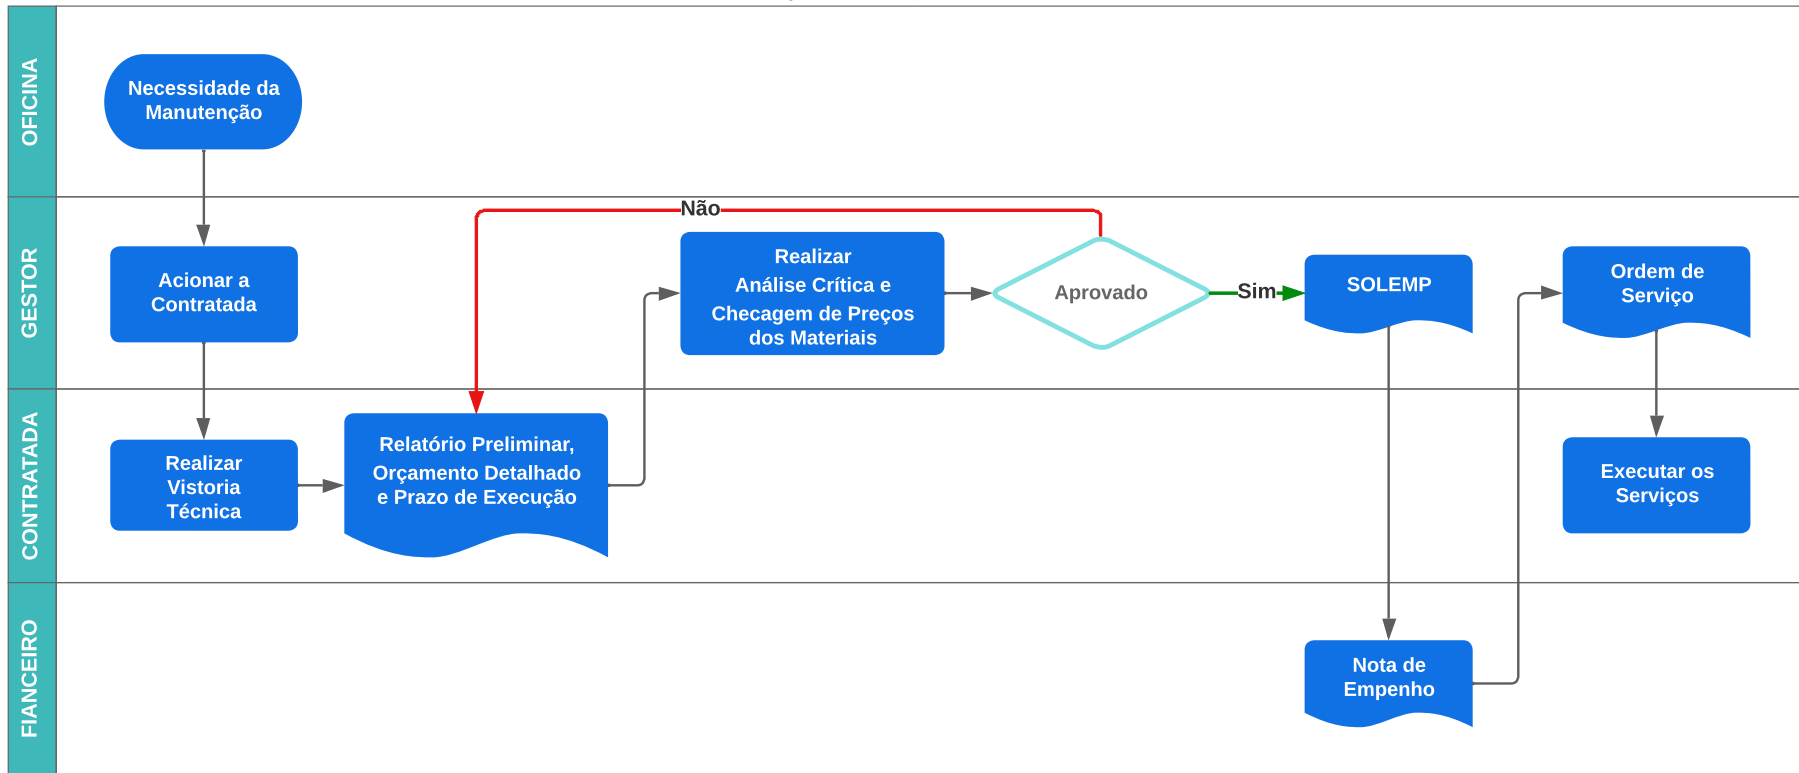 OFICINA
Necessidade da
Manutenção
GESTOR
Acionar a
Contratada
Não
Realizar
Análise Crítica e
Checagem de Preços
dos Materiais
Aprovado
Sim
SOLEMP
Ordem de
Serviço
CONTRATADA
Realizar
Vistoria
Técnica
Relatório Preliminar,
Orçamento Detalhado
e Prazo de Execução
Executar os
Serviços
FIANCEIRO
Nota de
Empenho